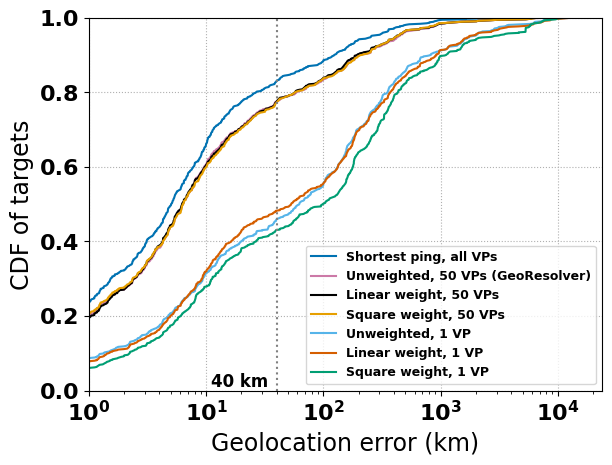 1.0
0.8
0.6
0.4
0.2
0.0
CDF of targets
Shortest ping, all VPs
Unweighted, 50 VPs (GeoResolver)
Linear weight, 50 VPs
Square weight, 50 VPs
Unweighted, 1 VP
Linear weight, 1 VP
Square weight, 1 VP
40 km
10⁰ 10¹ 10² 10³ 10⁴
Geolocation error (km)